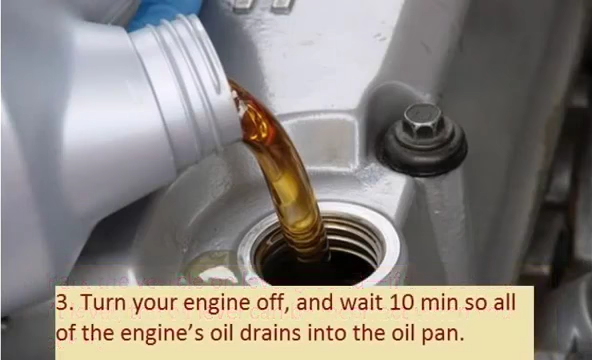 3. Turn your engine off, and wait 10 min so all
of the engine's oil drains into the oil pan.